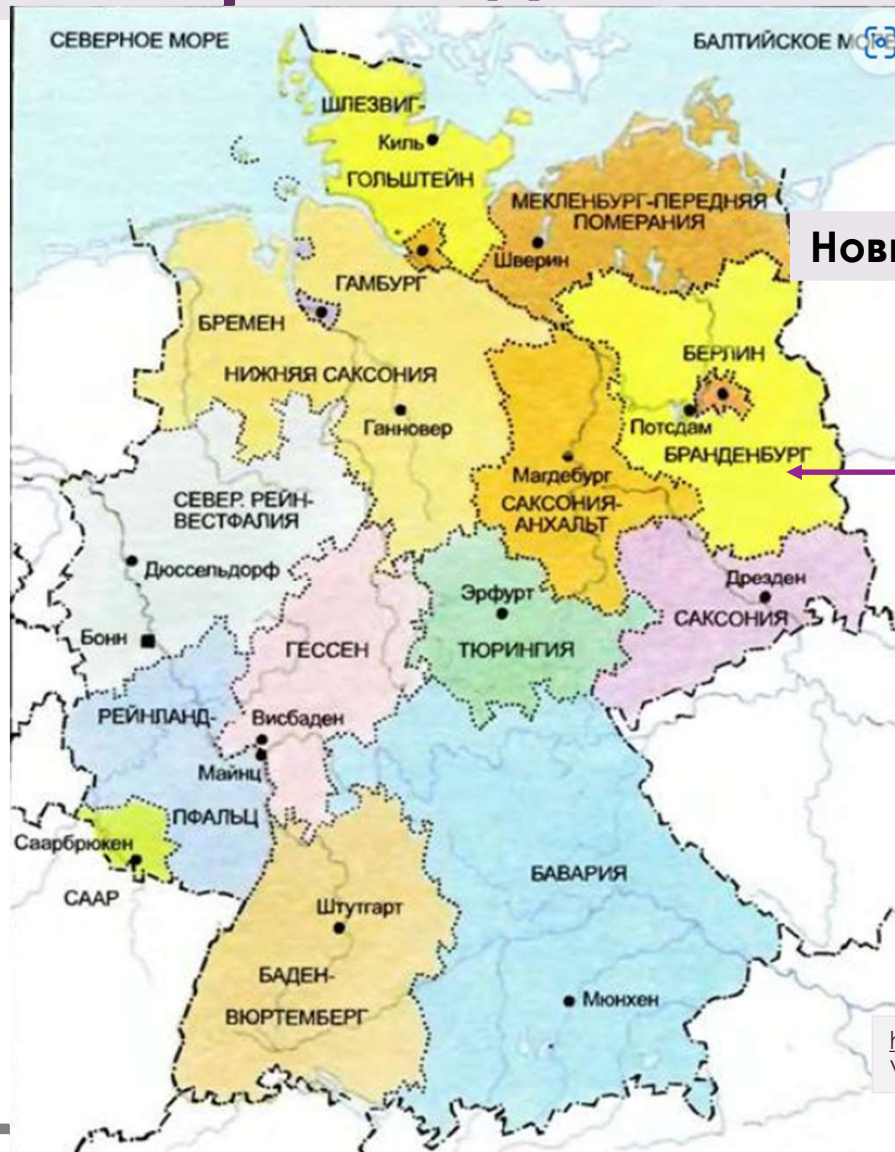 СЕВЕРНОЕ МОРЕ
БАЛТИЙСКОЕ МОРЕ
ШЛЕЗВИГ-
Киль
ГОЛЬШТЕЙН
МЕКЛЕНБУРГ-ПЕРЕДНЯЯ
ПОМЕРАНИЯ
Шверин
ГАМБУРГ
БРЕМЕН
НИЖНЯЯ САКСОНИЯ
Ганновер
БЕРЛИН
Потсдам
БРАНДЕНБУРГ
Магдебург
САКСОНИЯ-
АНХАЛЬТ
СЕВЕР. РЕЙН-
ВЕСТФАЛИЯ
Дюссельдорф
Бонн
Эрфурт
ТЮРИНГИЯ
Дрезден
САКСОНИЯ
ГЕССЕН
РЕЙНЛАНД-
Висбаден
Майнц
ПФАЛЬЦ
Саарбрюкен
СААР
БАВАРИЯ
Штутгарт
БАДЕН-
ВЮРТЕМБЕРГ
Мюнхен